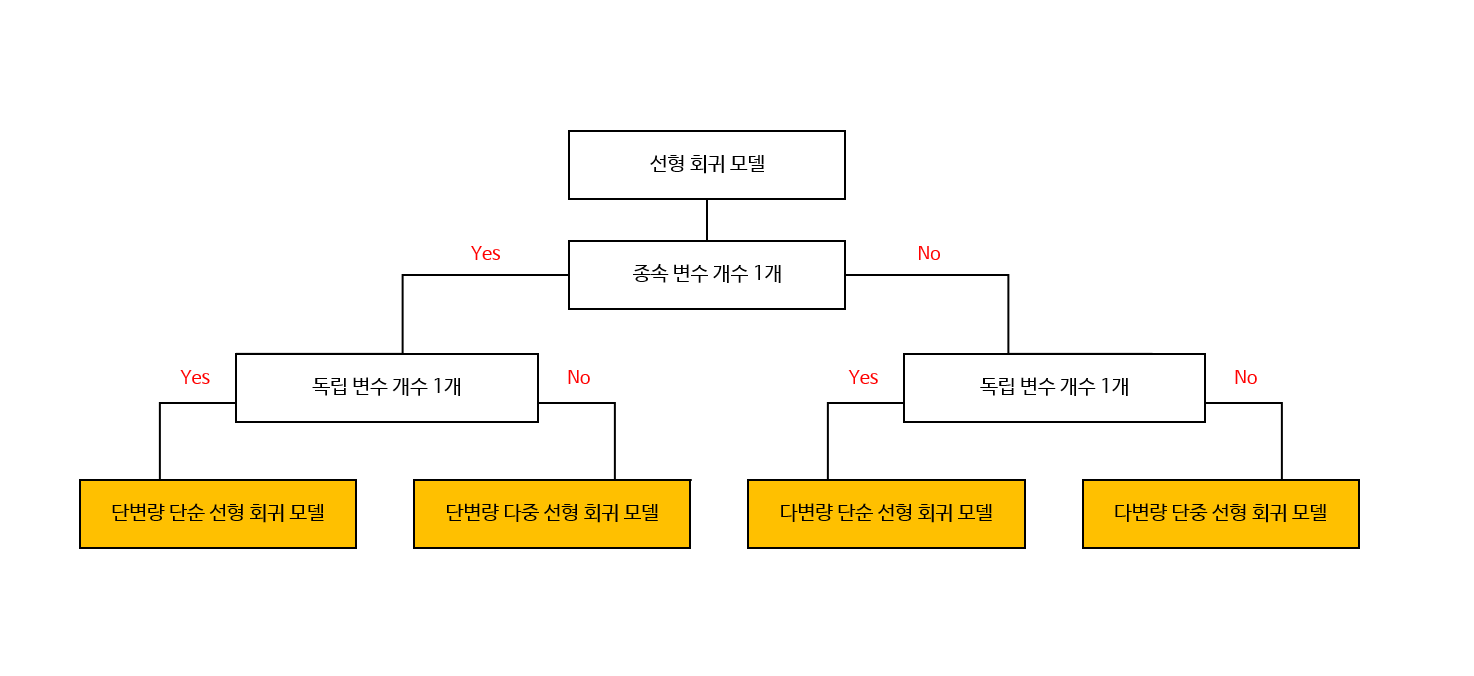 선형 회귀 모델
Yes
종속 변수 개수 1개
No
Yes
독립 변수 개수 1개
No
Yes
독립 변수 개수 1개
No
단변량 단순 선형 회귀 모델
단변량 다중 선형 회귀 모델
다변량 단순 선형 회귀 모델
다변량 단중 선형 회귀 모델